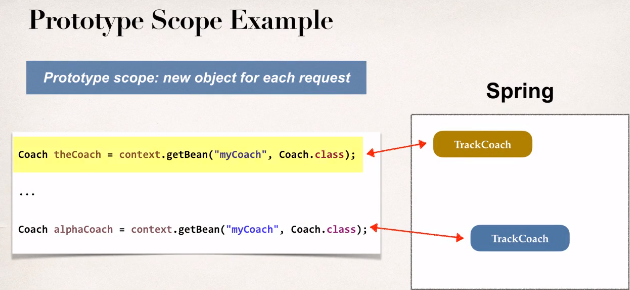 Prototype Scope Example
Prototype scope: new object for each request
Spring
Coach theCoach = context.getBean("myCoach", Coach.class);
TrackCoach
...
Coach alphaCoach = context.getBean("myCoach", Coach.class);
TrackCoach